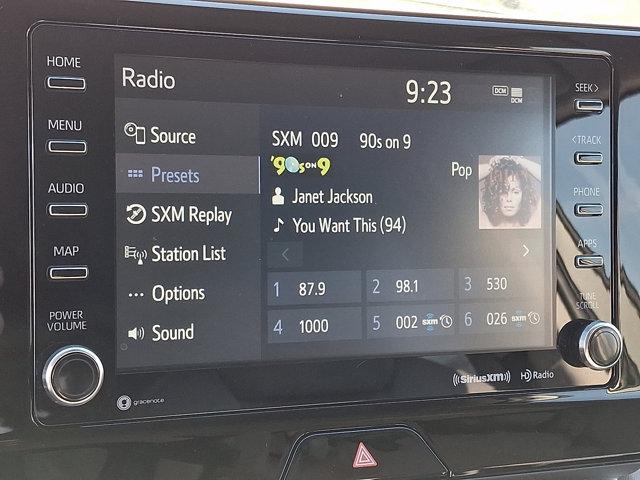 HOME
MENU
AUDIO
MAP
POWER
VOLUME
Radio
9:23
DCM
DCM
Source
Presets
SXM Replay
Station List
Options
Sound
SXM 009 90s on 9
'90s ON 9
Pop
Janet Jackson
You Want This (94)
1 87.9
2 98.1
3 530
4 1000
5 002 sxm
6 026 sxm
SEEK >
< TRACK
PHONE
APPS
TUNE
SCROLL
gracenote
((SiriusXM))
HD Radio